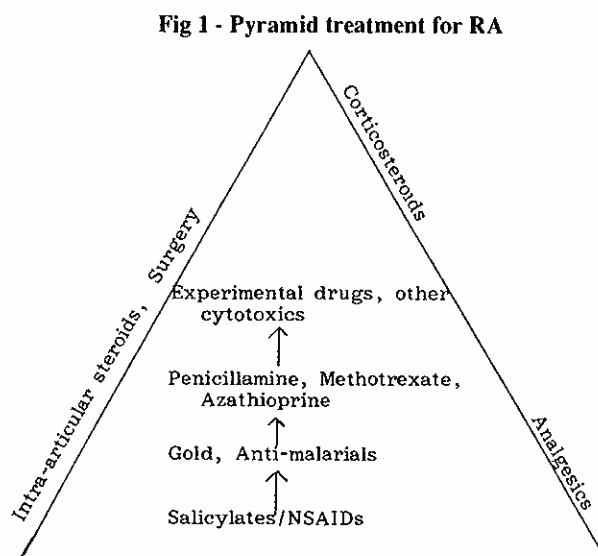 Fig 1 - Pyramid treatment for RA
Intra-articular steroids, Surgery
Corticosteroids
Analgesics
Experimental drugs, other
cytotoxics
Penicillamine, Methotrexate,
Azathioprine
Gold, Anti-malarials
Salicylates/NSAIDs